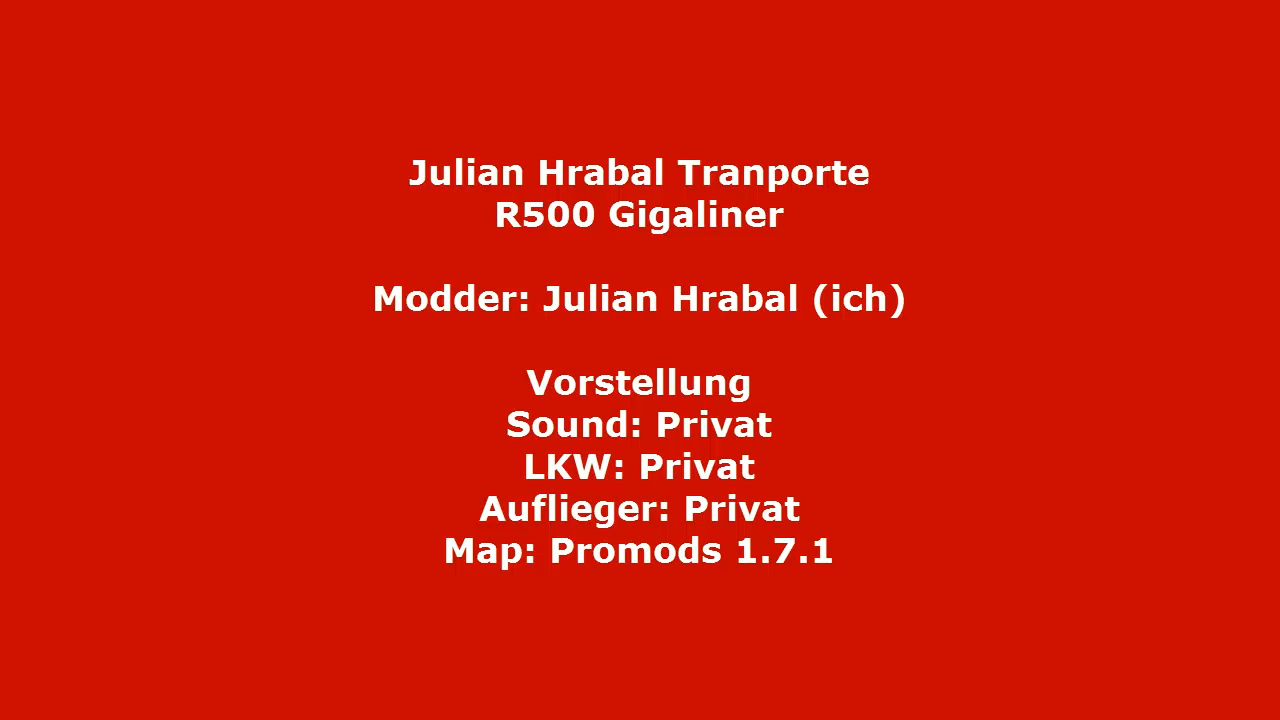 Julian Hrabal Tranporte
R500 Gigaliner
Modder: Julian Hrabal (ich)
Vorstellung
Sound: Privat
LKW: Privat
Auflieger: Privat
Map: Promods 1.7.1